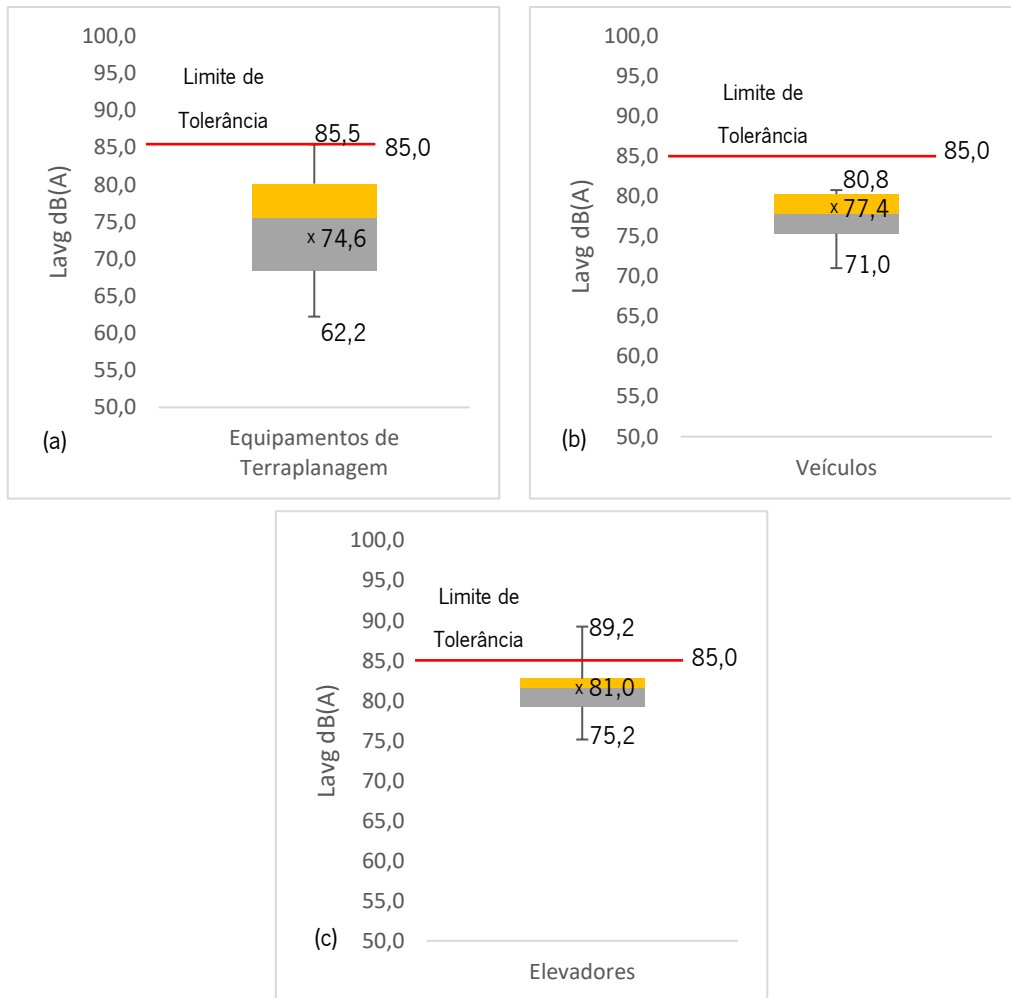 100,0
95,0
90,0
85,0
80,0
75,0
70,0
65,0
60,0
55,0
50,0
Lavg dB(A)
Limite de
Tolerância
85,5
85,0
x 74,6
62,2
(a)
Equipamentos de
Terraplanagem
100,0
95,0
90,0
85,0
80,0
75,0
70,0
65,0
60,0
55,0
50,0
Lavg dB(A)
Limite de
Tolerância
85,0
80,8
x 77,4
71,0
(b)
Veículos
100,0
95,0
90,0
85,0
80,0
75,0
70,0
65,0
60,0
55,0
50,0
Lavg dB(A)
Limite de
Tolerância
89,2
85,0
x 81,0
75,2
(c)
Elevadores